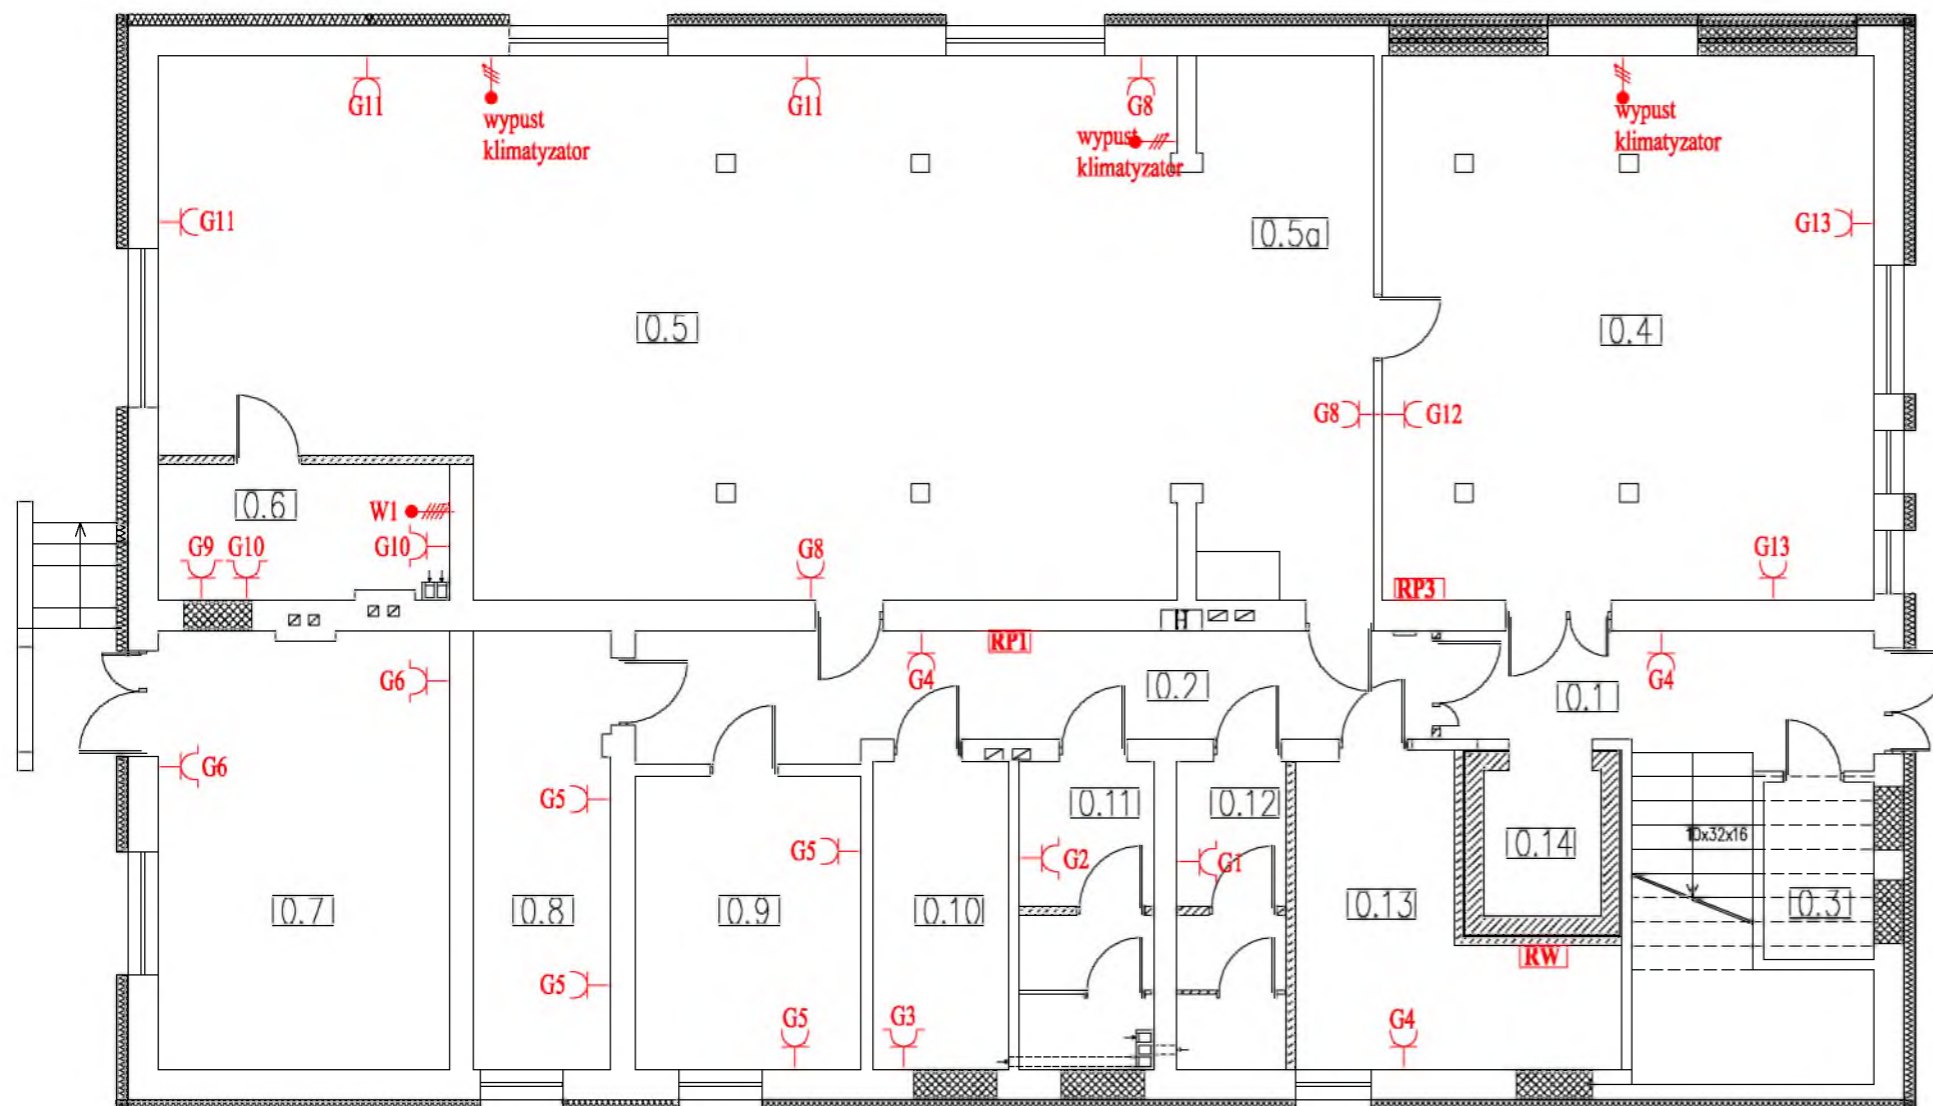 G11
G11
G8
wypust
klimatyzator
wypust
klimatyzator
wypust
klimatyzator
G11
G13
0.5a
0.5
0.4
G8
G12
0.6
W1
G9
G10
G10
G8
G13
RP3
H
RP1
G6
G4
0.2
0.1
G4
G6
G5
0.11
0.12
10x32x16
G5
G2
G1
0.14
0.7
0.8
0.9
0.10
0.13
0.3
RW
G5
G5
G3
G4